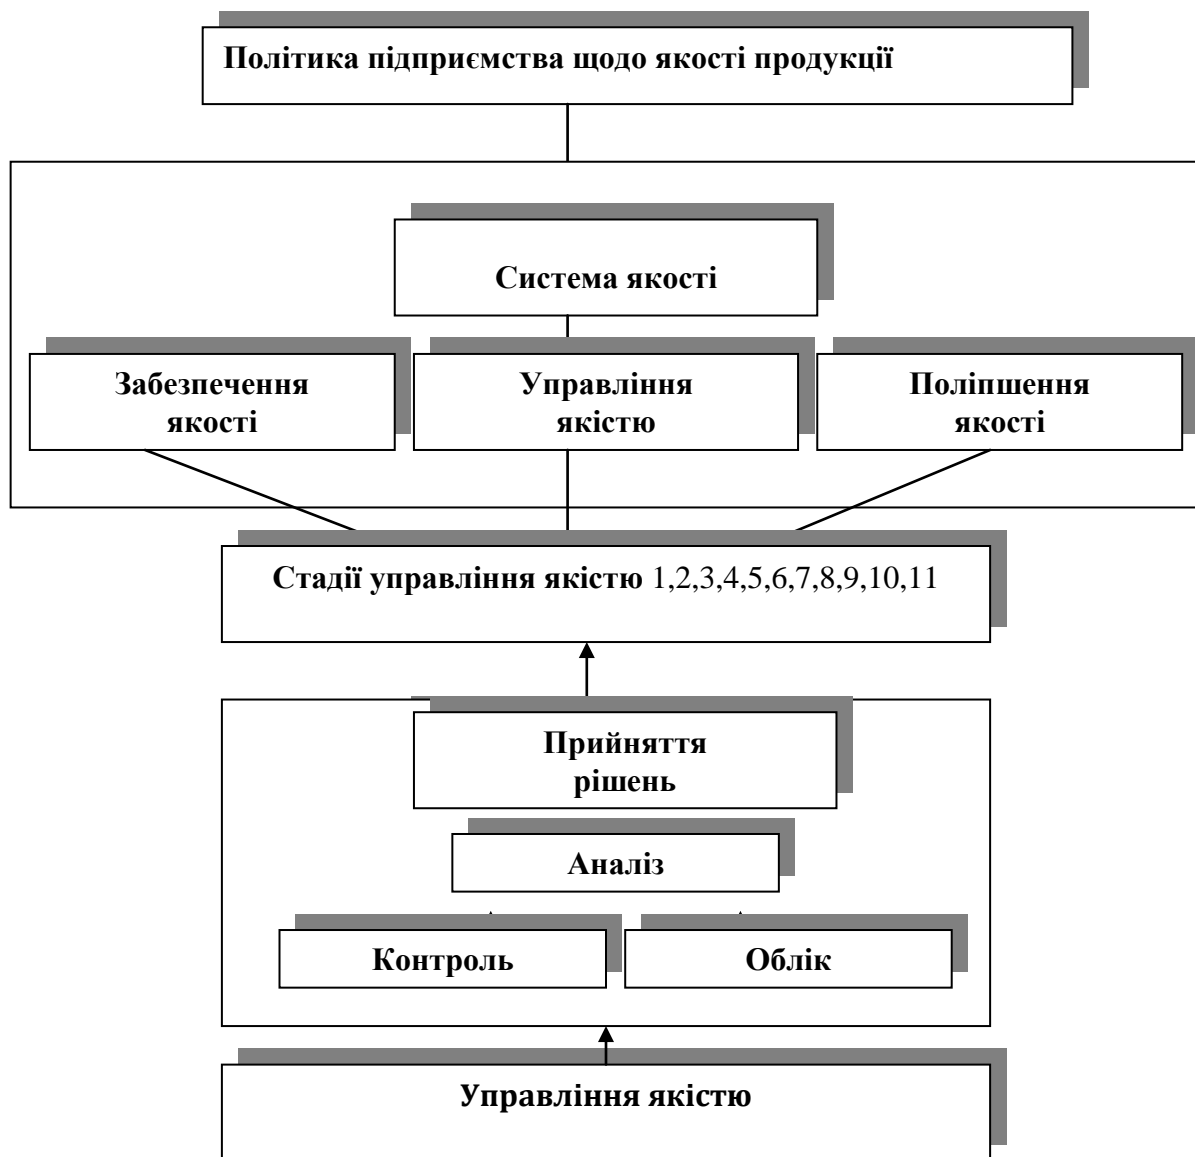 Політика підприємства щодо якості продукції
Система якості
Забезпечення
якості
Управління
якістю
Поліпшення
якості
Стадії управління якістю 1,2,3,4,5,6,7,8,9,10,11
Прийняття
рішень
Аналіз
Контроль
Облік
Управління якістю